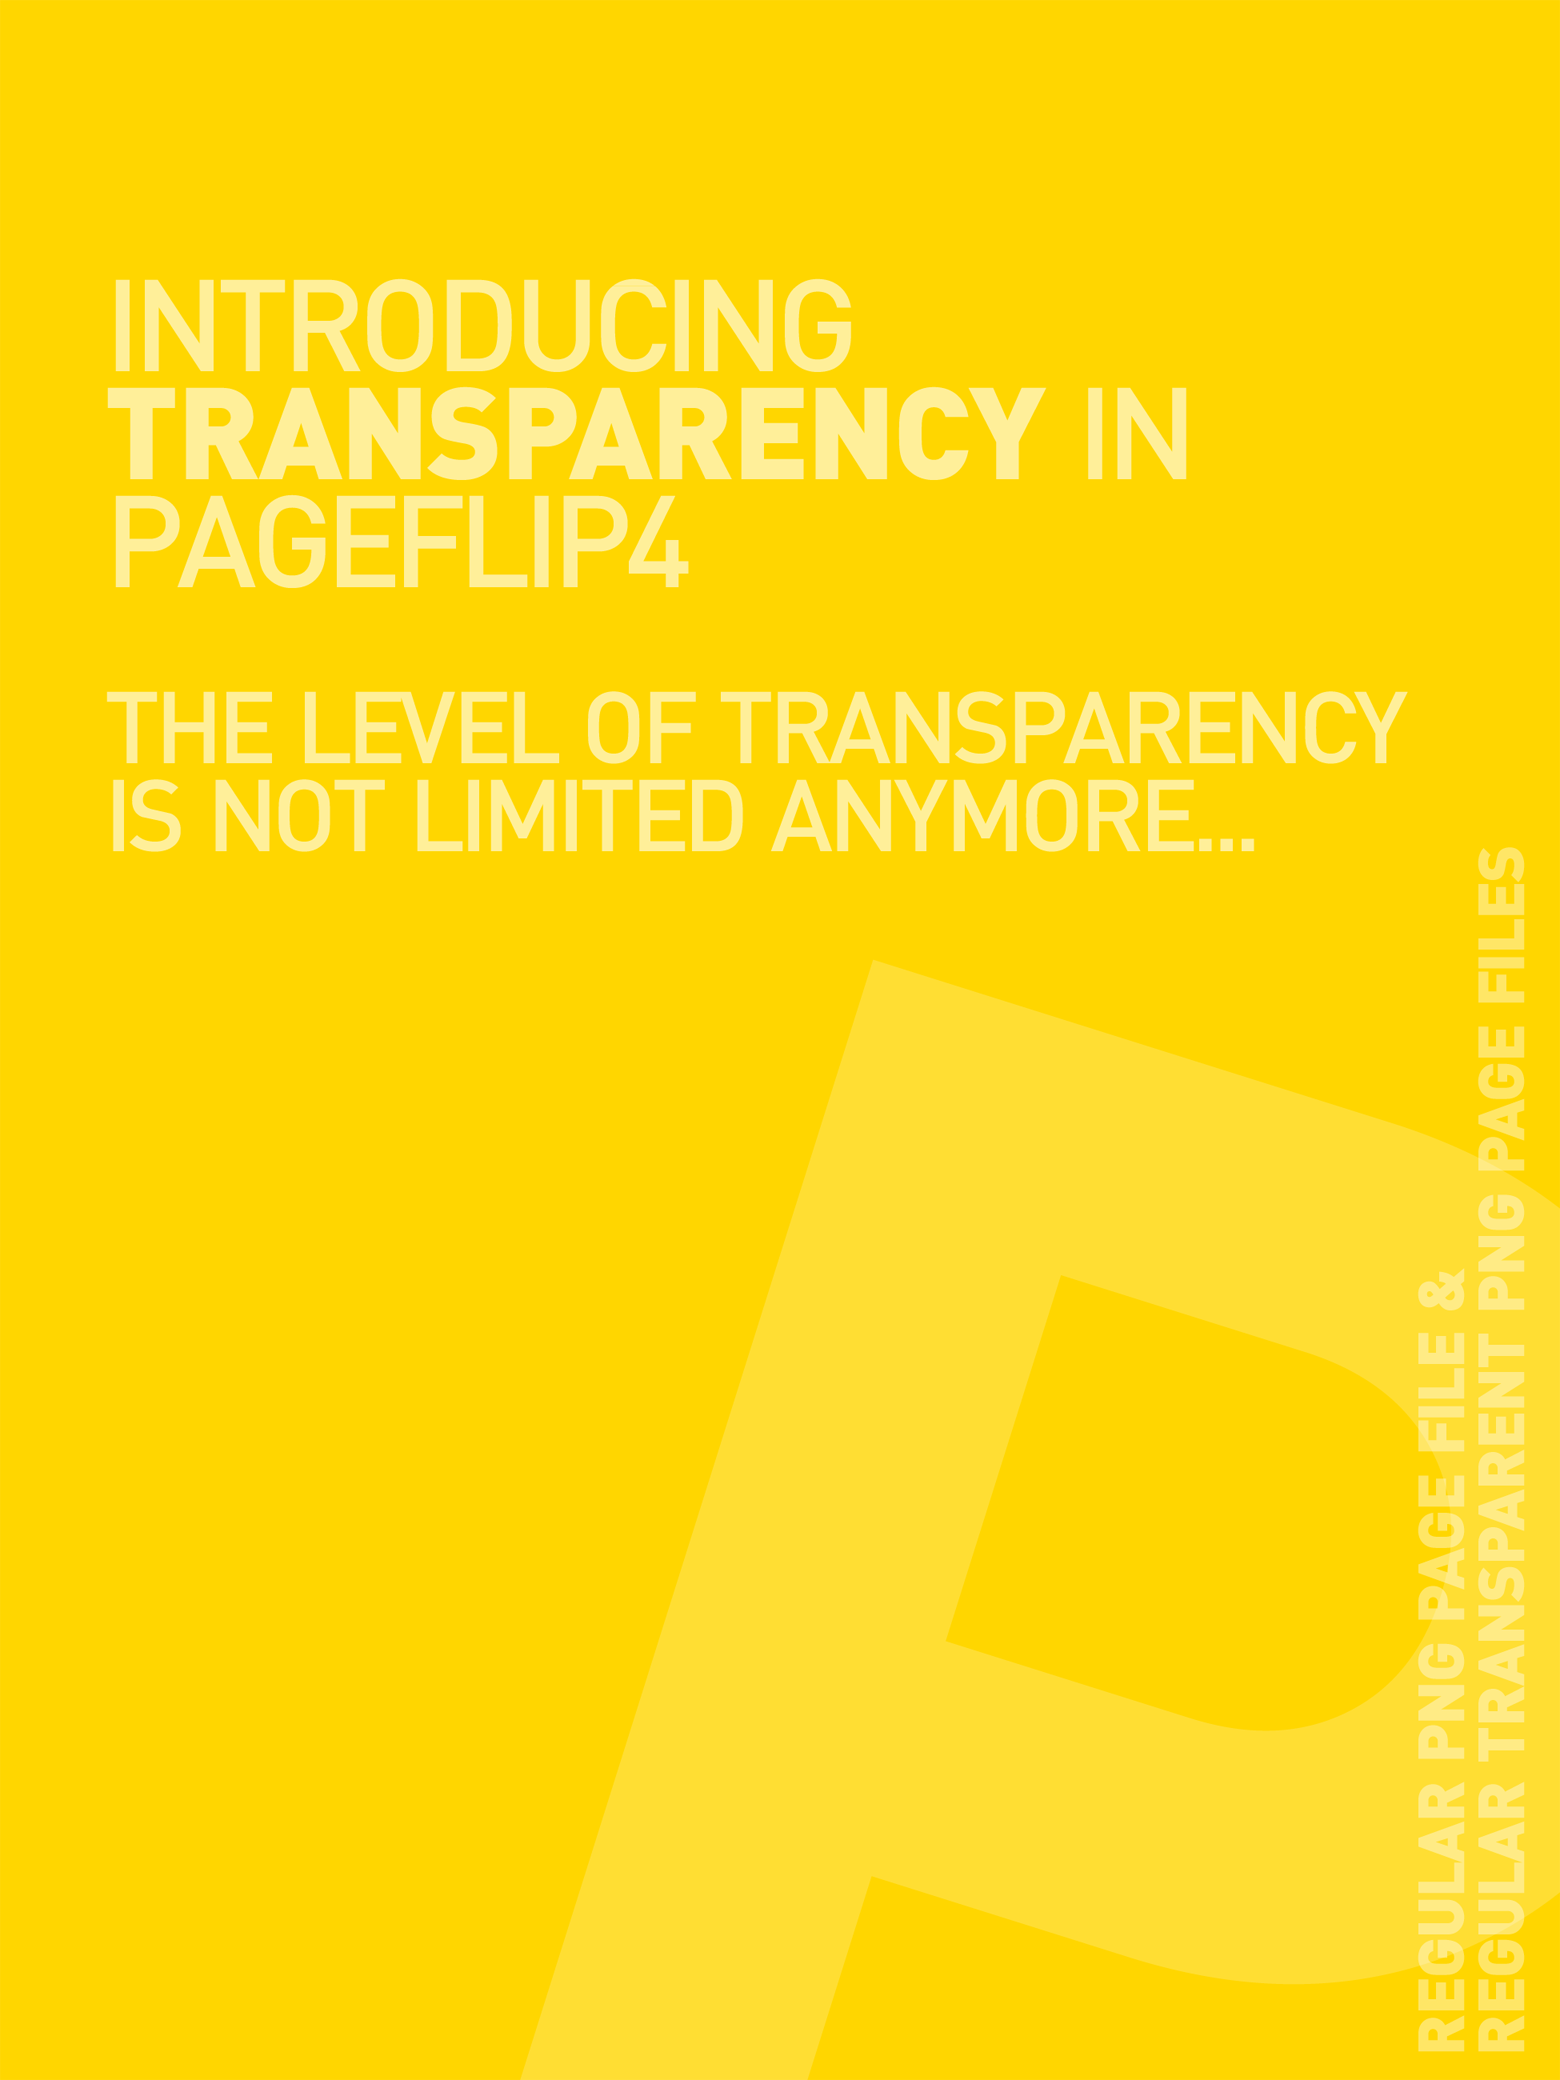 INTRODUCING
TRANSPARENCY IN
PAGEFLIP4
THE LEVEL OF TRANSPARENCY
IS NOT LIMITED ANYMORE...
REGULAR PNG PAGE FILE &
REGULAR TRANSPARENT PNG PAGE FILES
P